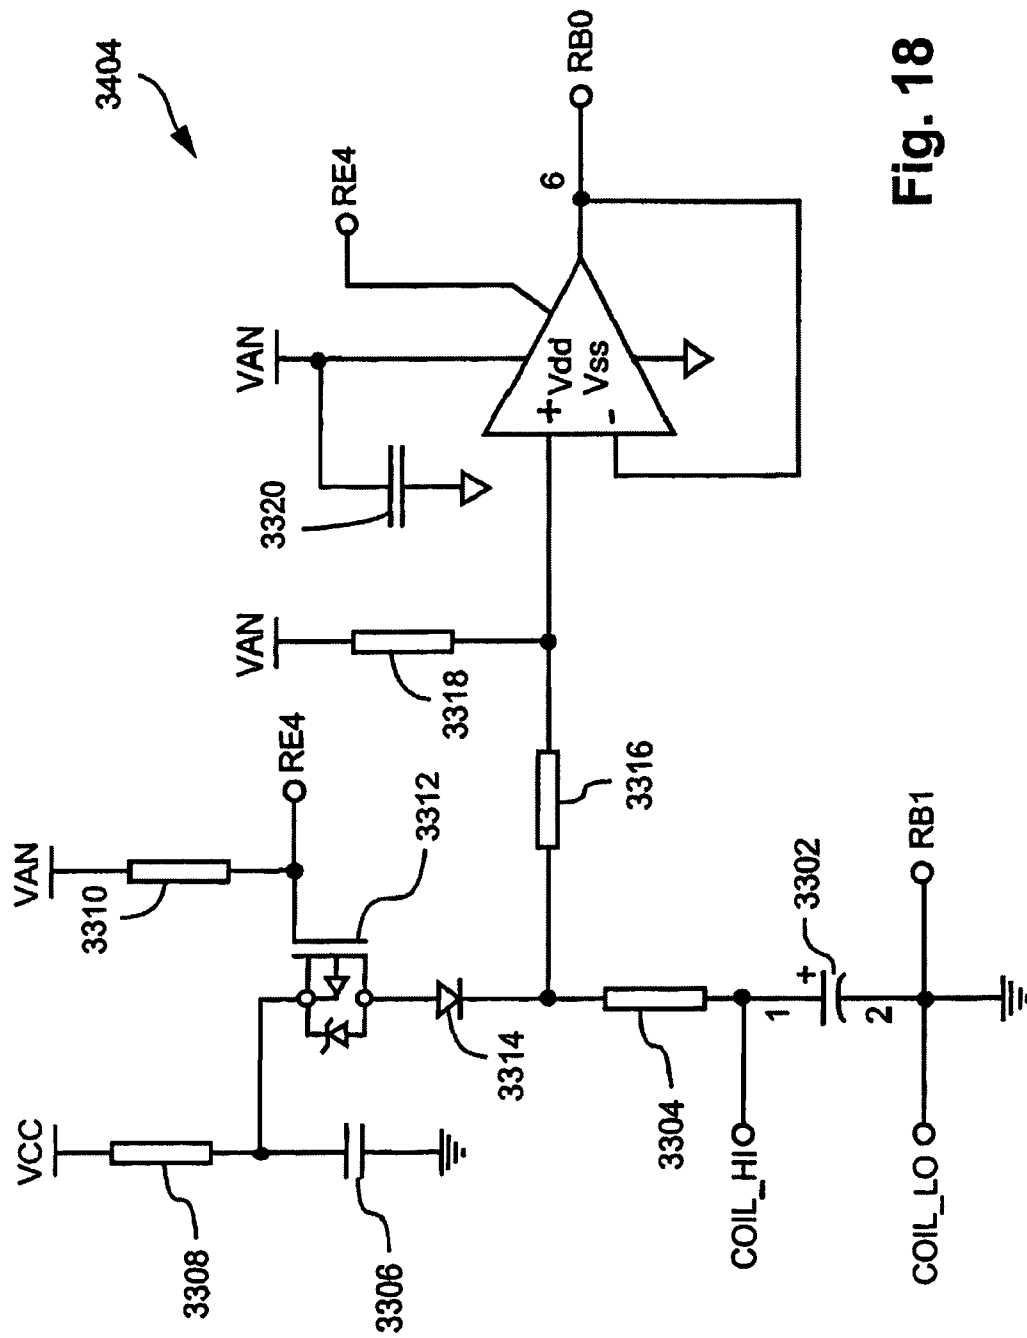 3404
VCC
3308
3306
VAN
3310
RE4
3312
3314
VAN
3318
VAN
3320
RE4
+
-
Vdd
Vss
6
RB0
3316
3304
COIL_HI
1
+
3302
2
COIL_LO
RB1
Fig. 18